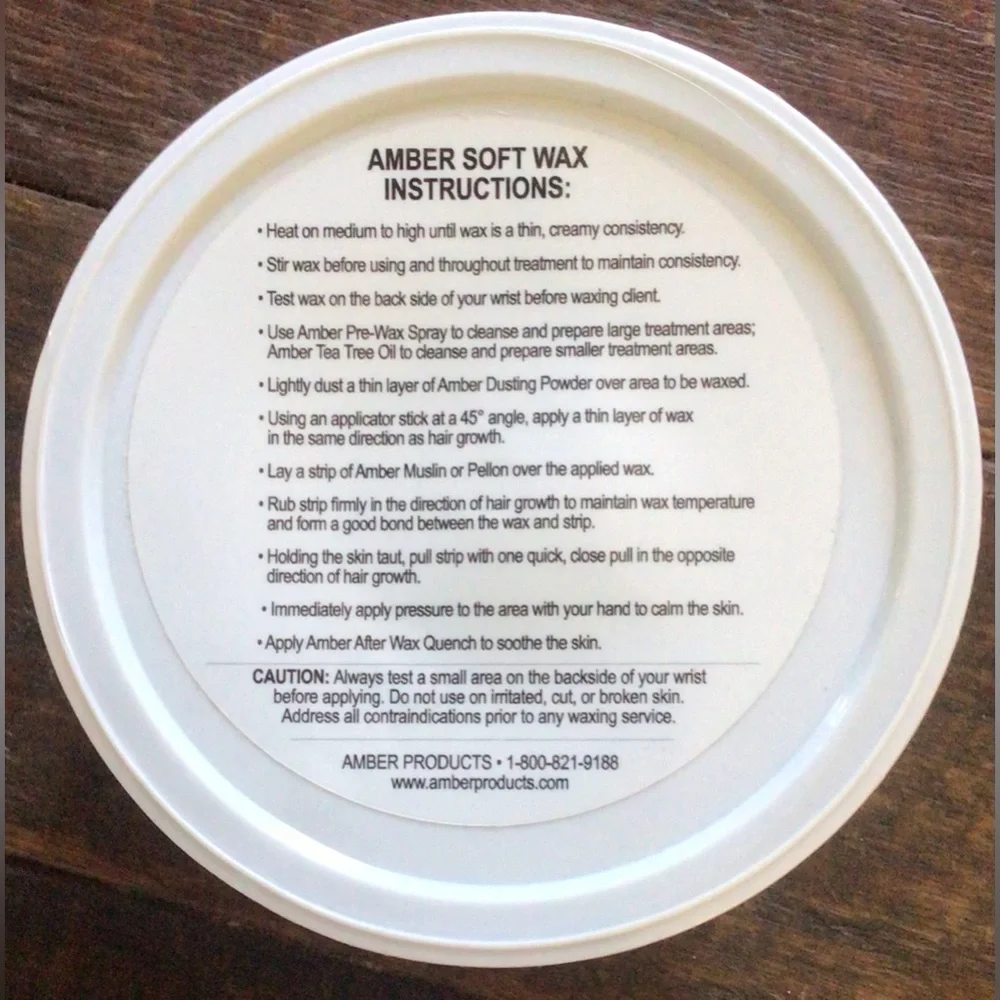 AMBER SOFT WAX
INSTRUCTIONS:
• Heat on medium to high until wax is a thin, creamy consistency.
• Stir wax before using and throughout treatment to maintain consistency.
• Test wax on the back side of your wrist before waxing client.
• Use Amber Pre-Wax Spray to cleanse and prepare large treatment areas;
Amber Tea Tree Oil to cleanse and prepare smaller treatment areas.
• Lightly dust a thin layer of Amber Dusting Powder over area to be waxed.
• Using an applicator stick at a 45° angle, apply a thin layer of wax
in the same direction as hair growth.
• Lay a strip of Amber Muslin or Pellon over the applied wax.
• Rub strip firmly in the direction of hair growth to maintain wax temperature
and form a good bond between the wax and strip.
• Holding the skin taut, pull strip with one quick, close pull in the opposite
direction of hair growth.
• Immediately apply pressure to the area with your hand to calm the skin.
• Apply Amber After Wax Quench to soothe the skin.
CAUTION: Always test a small area on the backside of your wrist
before applying. Do not use on irritated, cut, or broken skin.
Address all contraindications prior to any waxing service.
AMBER PRODUCTS • 1-800-821-9188
www.amberproducts.com